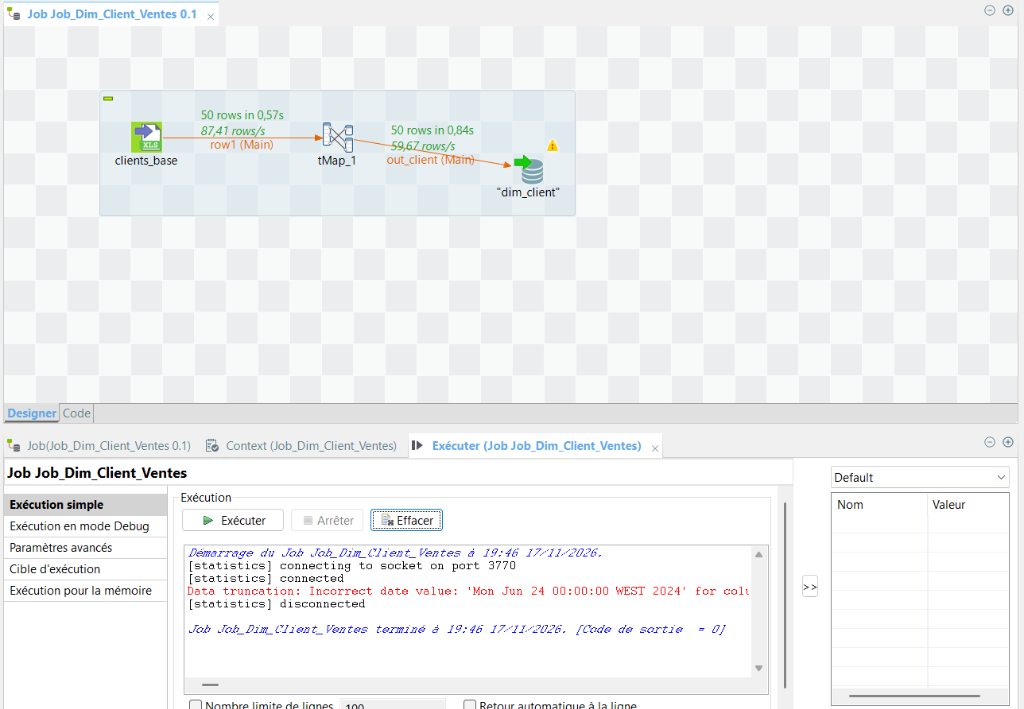 Job Job_Dim_Client_Ventes 0.1
50 rows in 0,57s
87,41 rows/s
row1 (Main)
50 rows in 0,84s
59,67 rows/s
out_client (Main)
XLS
clients_base
tMap_1
"dim_client"
Designer
Code
Job(Job_Dim_Client_Ventes 0.1)
Context (Job_Dim_Client_Ventes)
Exécuter (Job Job_Dim_Client_Ventes)
Job Job_Dim_Client_Ventes
Exécution simple
Exécution en mode Debug
Paramètres avancés
Cible d'exécution
Exécution pour la mémoire
Exécution
Exécuter
Arrêter
Effacer
Démarrage du Job Job_Dim_Client_Ventes à 19:46 17/11/2026.
[statistics] connecting to socket on port 3770
[statistics] connected
Data truncation: Incorrect date value: 'Mon Jun 24 00:00:00 WEST 2024' for colu
[statistics] disconnected
Job Job_Dim_Client_Ventes terminé à 19:46 17/11/2026. [Code de sortie = 0]
Nombre limite de lignes
100
Retour automatique à la ligne
>>
Default
Nom
Valeur